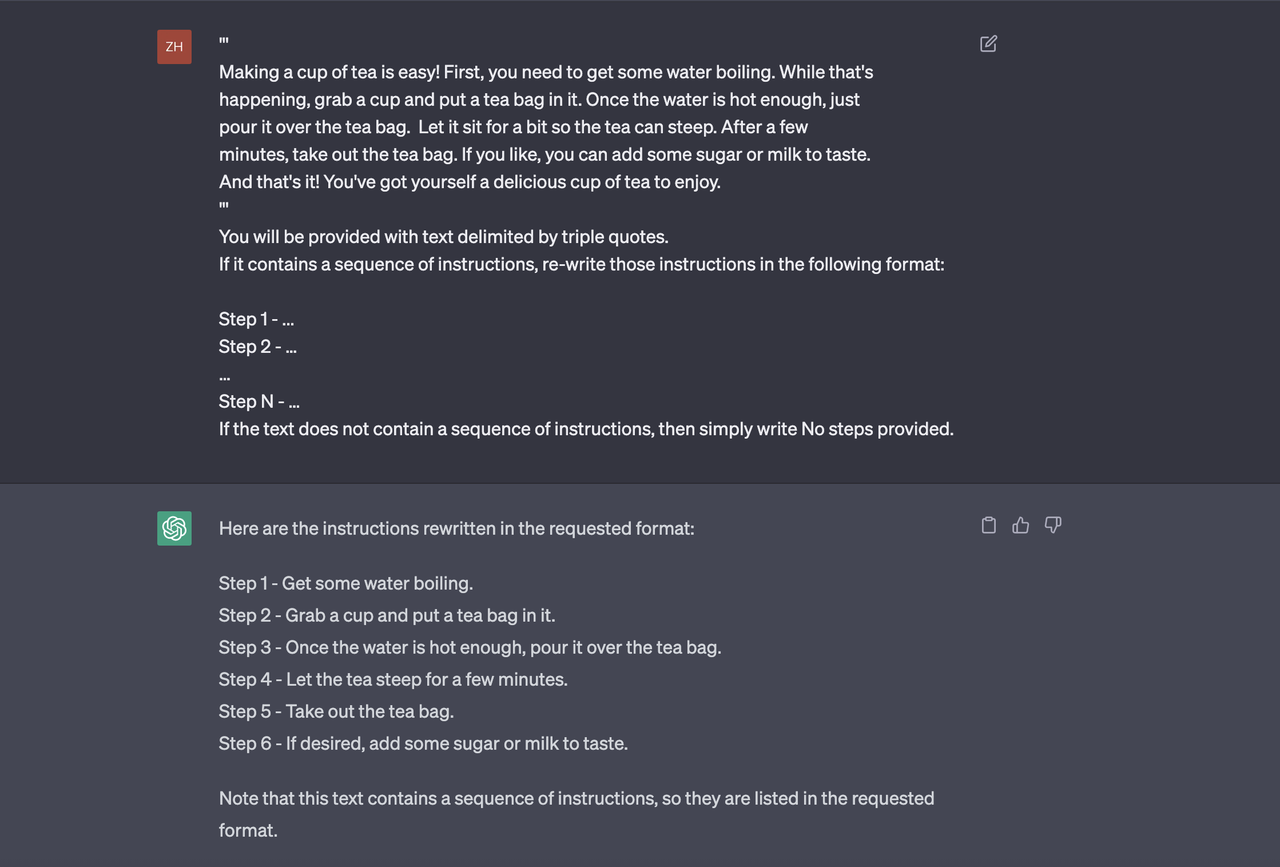 ZH
'''
Making a cup of tea is easy! First, you need to get some water boiling. While that's
happening, grab a cup and put a tea bag in it. Once the water is hot enough, just
pour it over the tea bag.  Let it sit for a bit so the tea can steep. After a few
minutes, take out the tea bag. If you like, you can add some sugar or milk to taste.
And that's it! You've got yourself a delicious cup of tea to enjoy.
'''
You will be provided with text delimited by triple quotes.
If it contains a sequence of instructions, re-write those instructions in the following format:
Step 1 - ...
Step 2 - ...
...
Step N - ...
If the text does not contain a sequence of instructions, then simply write No steps provided.
Here are the instructions rewritten in the requested format:
Step 1 - Get some water boiling.
Step 2 - Grab a cup and put a tea bag in it.
Step 3 - Once the water is hot enough, pour it over the tea bag.
Step 4 - Let the tea steep for a few minutes.
Step 5 - Take out the tea bag.
Step 6 - If desired, add some sugar or milk to taste.
Note that this text contains a sequence of instructions, so they are listed in the requested
format.